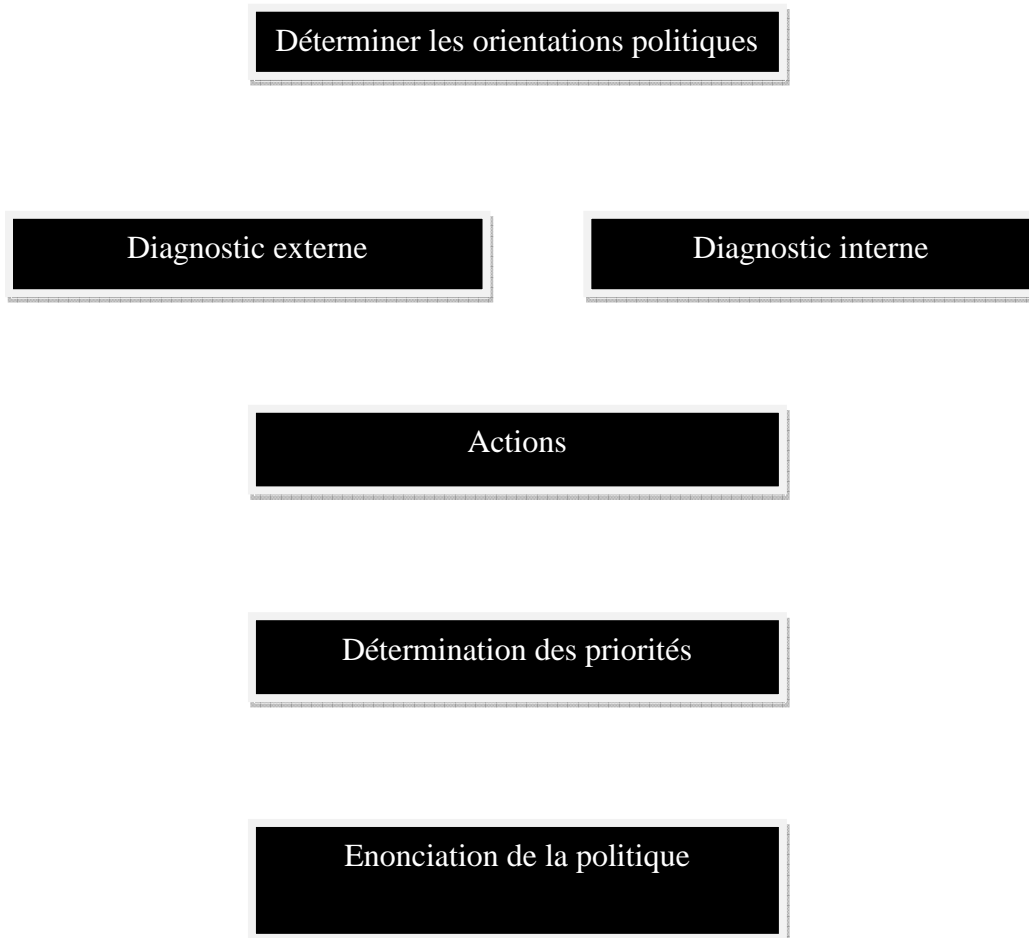 Déterminer les orientations politiques
Diagnostic externe
Diagnostic interne
Actions
Détermination des priorités
Enonciation de la politique